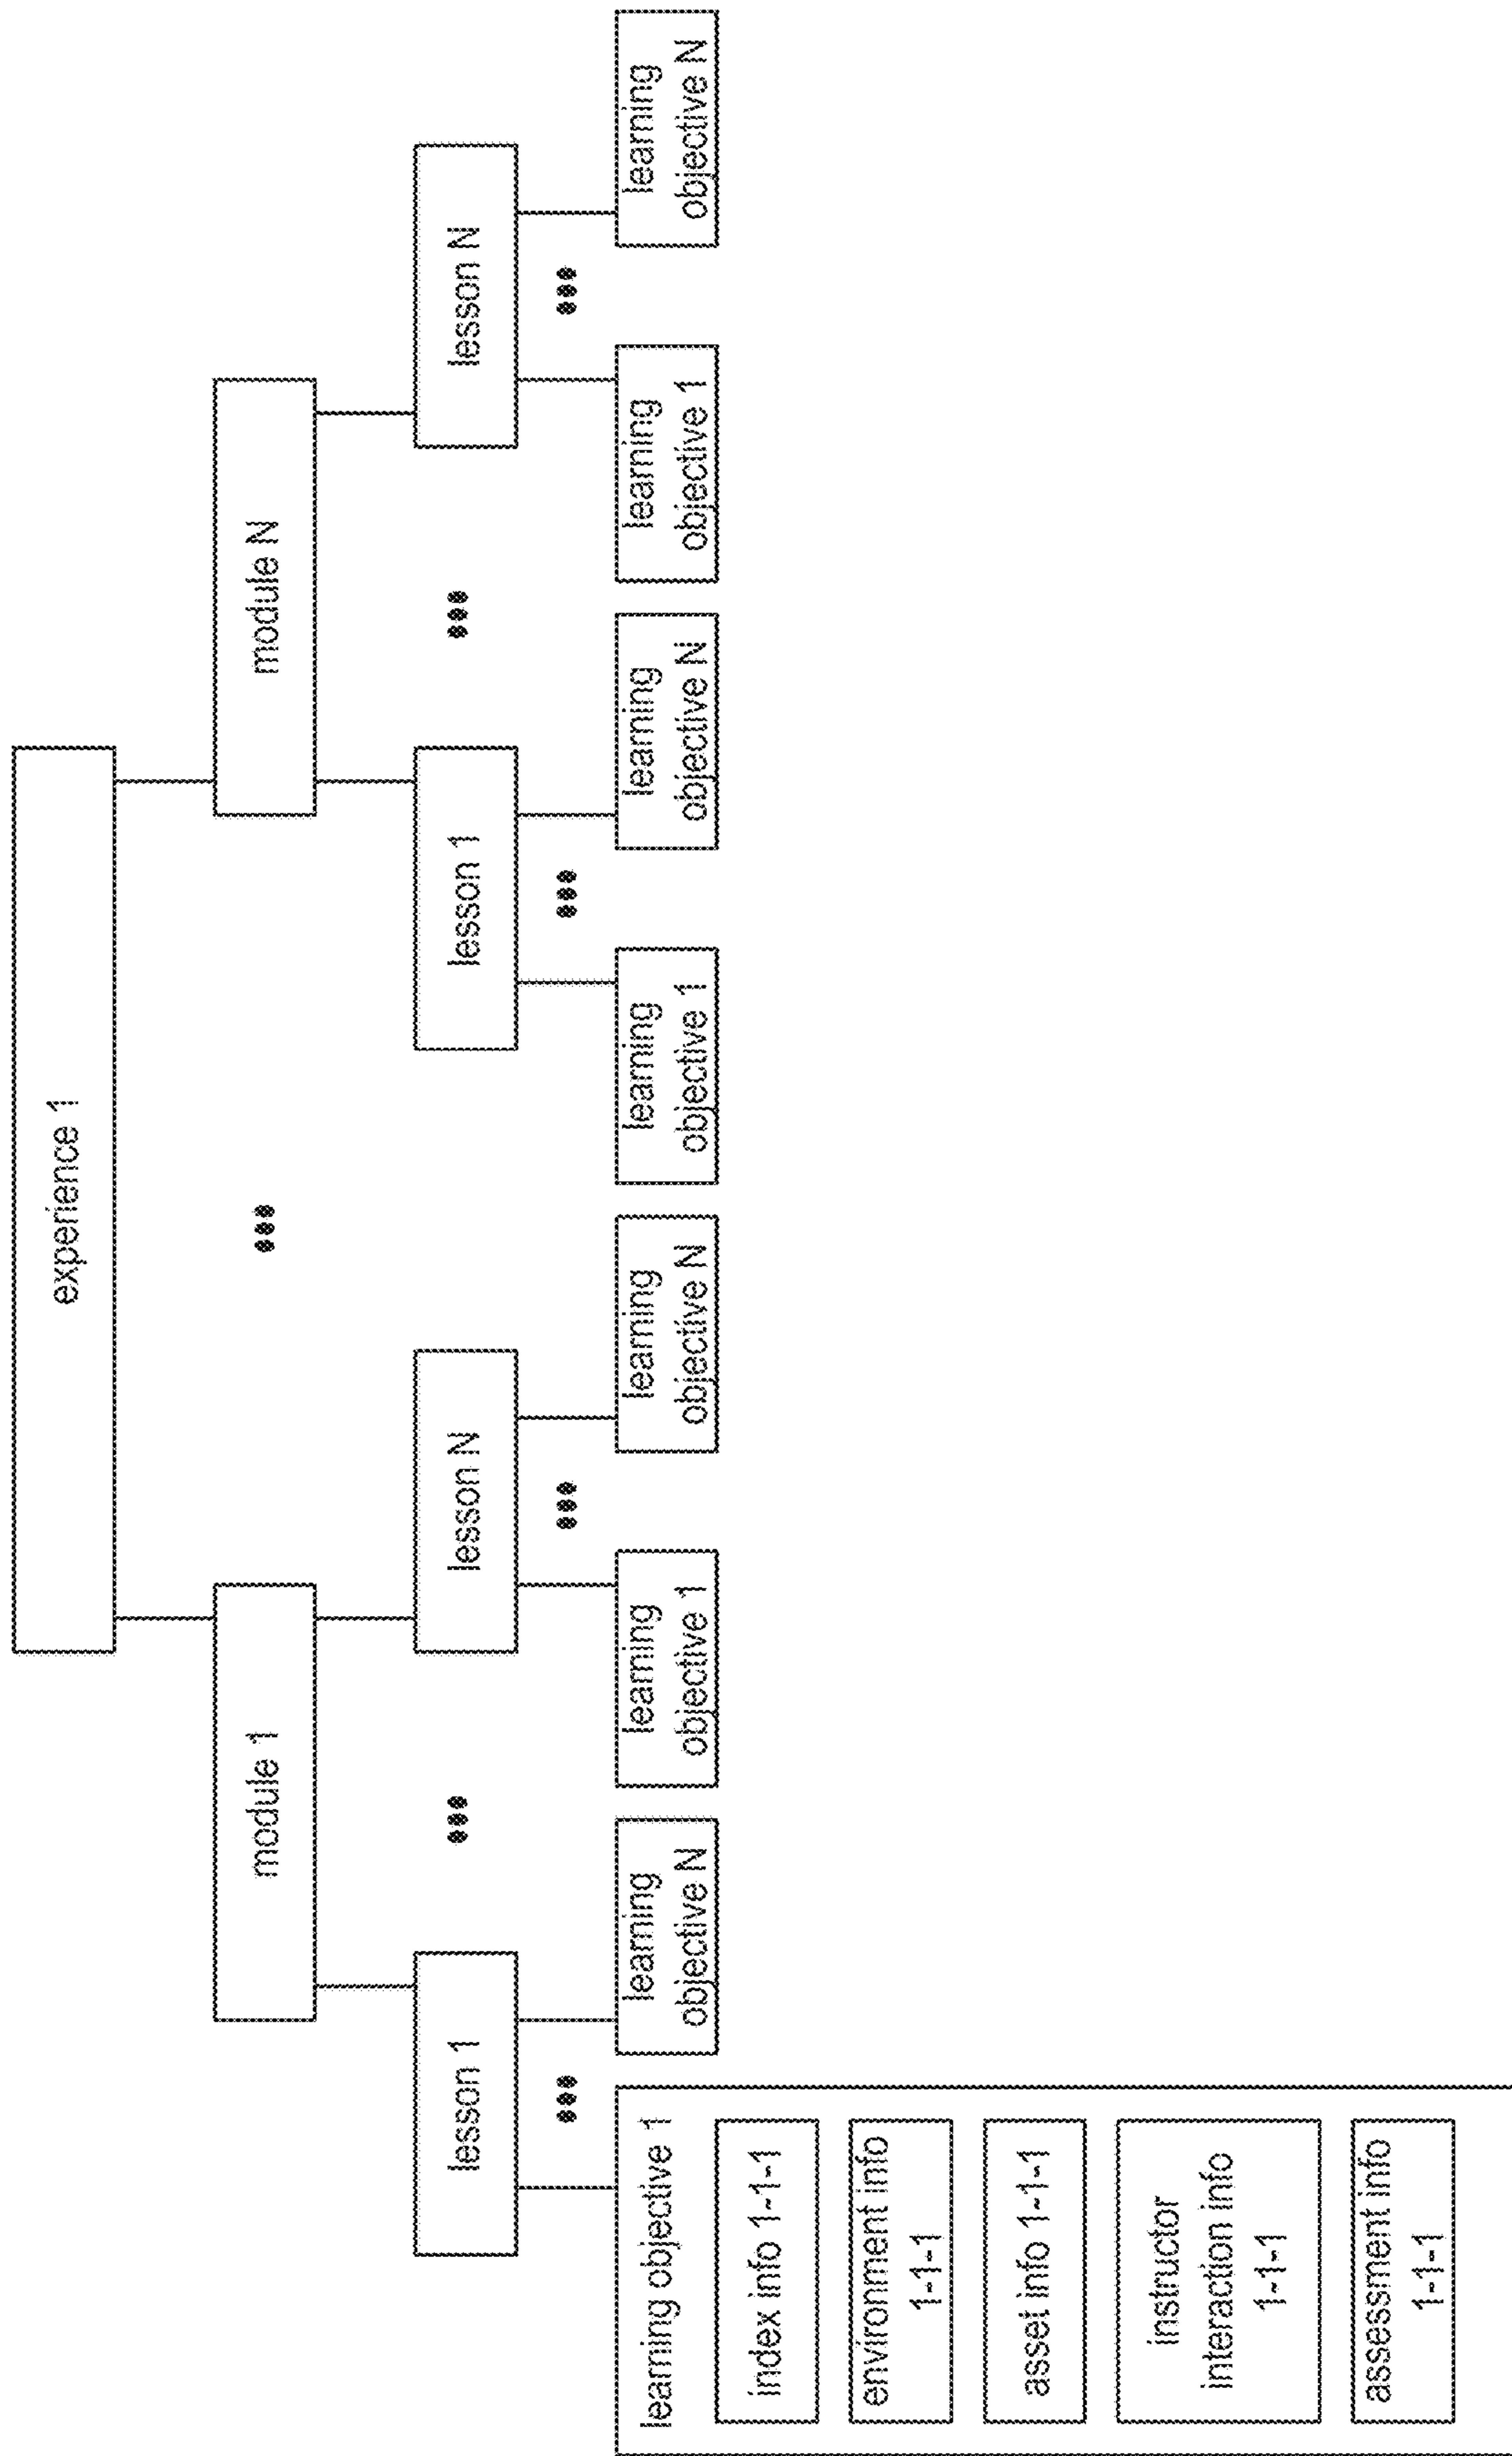 experience 1
module 1
module N
lesson 1
lesson N
lesson 1
lesson N
learning objective 1
index info 1-1-1
environment info
1-1-1
asset info 1-1-1
instructor
interaction info
1-1-1
assessment info
1-1-1
learning
objective N
learning
objective 1
learning
objective N
learning
objective 1
learning
objective N
learning
objective 1
learning
objective N